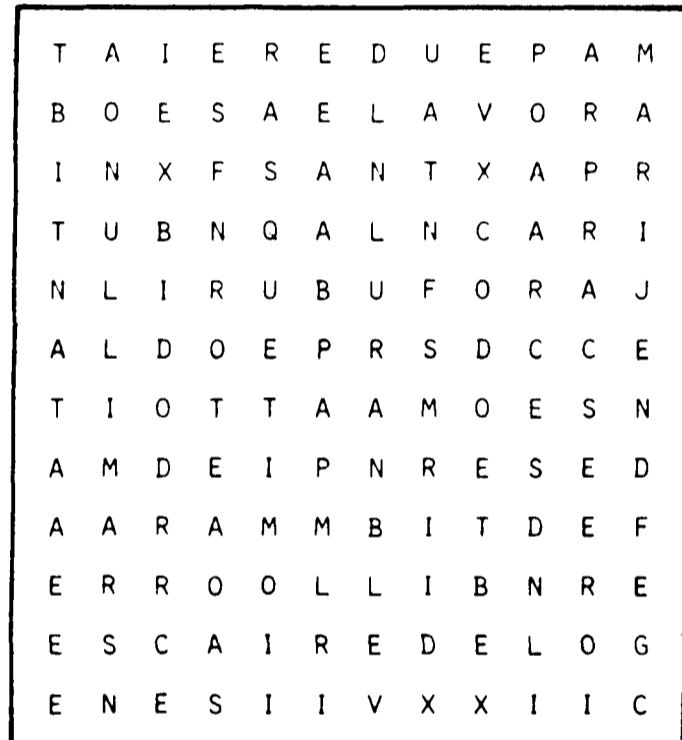 T A I E R E D U E P A M
B O E S A E L A V O R A
I N X F S A N T X A P R
T U B N Q A L N C A R I
N L I R U B U F O R A J
A L D O E P R S D C C E
T I O T T A A M O E S N
A M D E I P N R E S E D
A A R A M M B I T D E F
E R R O O L L I B N R E
E S C A I R E D E L O G
E N E S I I V X X I I C